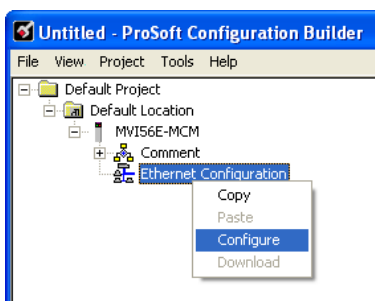 Untitled - ProSoft Configuration Builder
File View Project Tools Help
Default Project
Default Location
MVI56E-MCM
Comment
Ethernet Configuration
Copy
Paste
Configure
Download